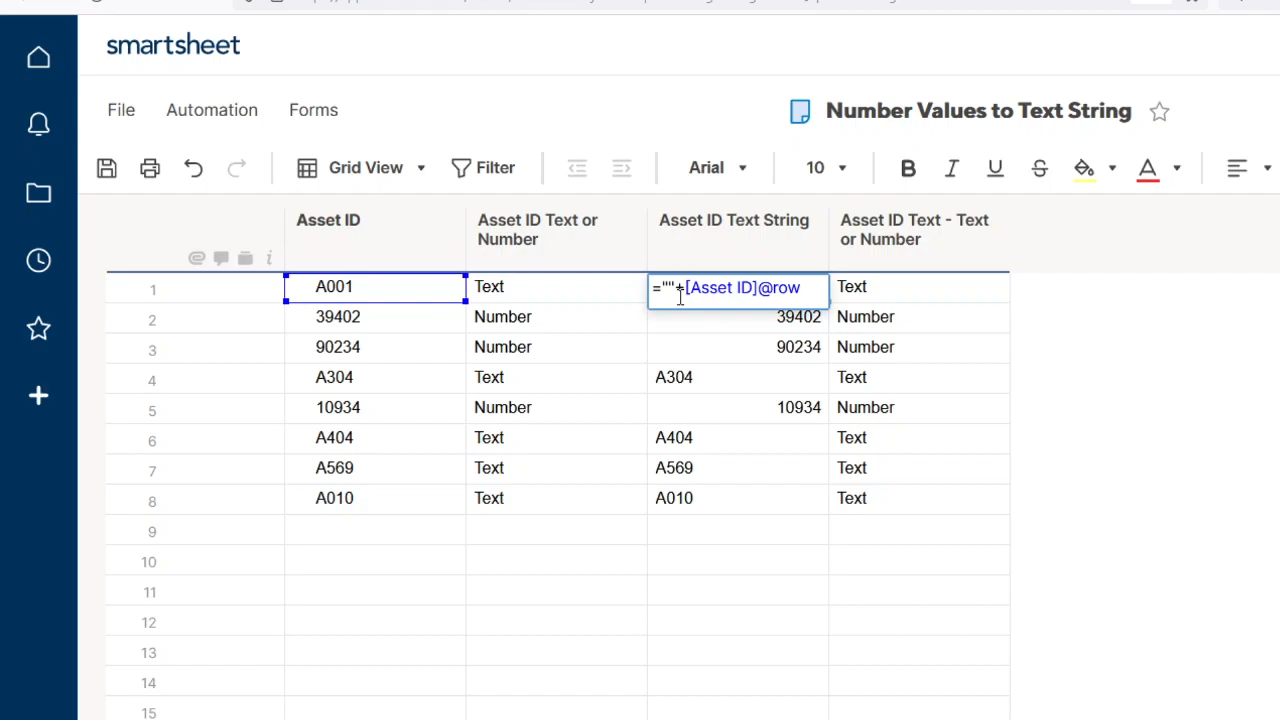 smartsheet
File Automation Forms
Number Values to Text String
Grid View Filter Arial 10 B I U S A
Asset ID Asset ID Text or Number Asset ID Text String Asset ID Text - Text or Number
1 A001 Text =""+[Asset ID]@row Text
2 39402 Number 39402 Number
3 90234 Number 90234 Number
4 A304 Text A304 Text
5 10934 Number 10934 Number
6 A404 Text A404 Text
7 A569 Text A569 Text
8 A010 Text A010 Text
9
10
11
12
13
14
15